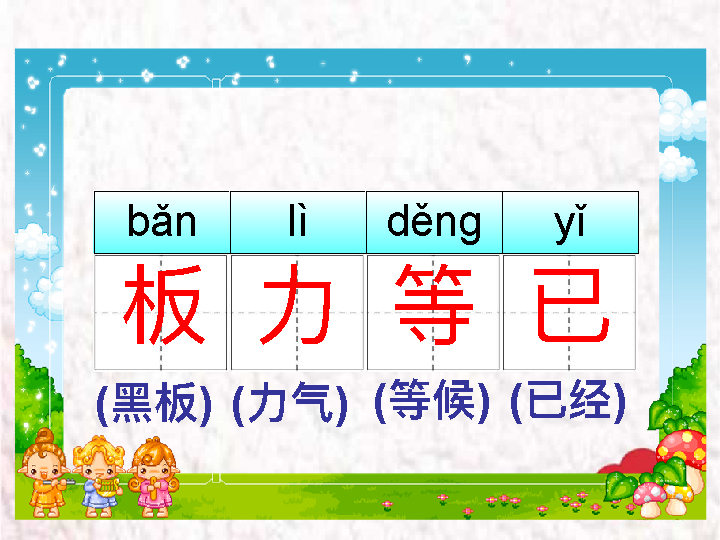 bǎn lì děng yǐ
板 力 等 已
(黑板) (力气) (等候) (已经)